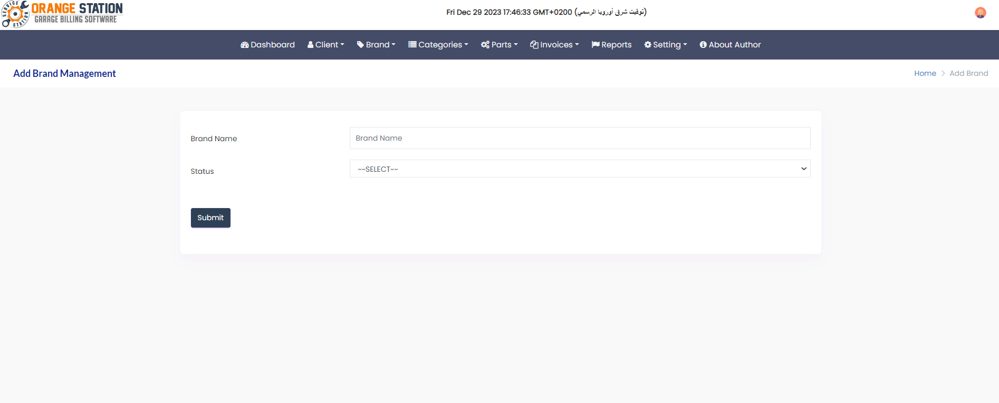 SERVICE STATION
ORANGE STATION
GARAGE BILLING SOFTWARE
Fri Dec 29 2023 17:46:33 GMT+0200 (توقيت شرق أوروبا الرسمي)
Dashboard Client Brand Categories Parts Invoices Reports Setting About Author
Add Brand Management
Home > Add Brand
Brand Name
Brand Name
Status
~~SELECT~~
Submit